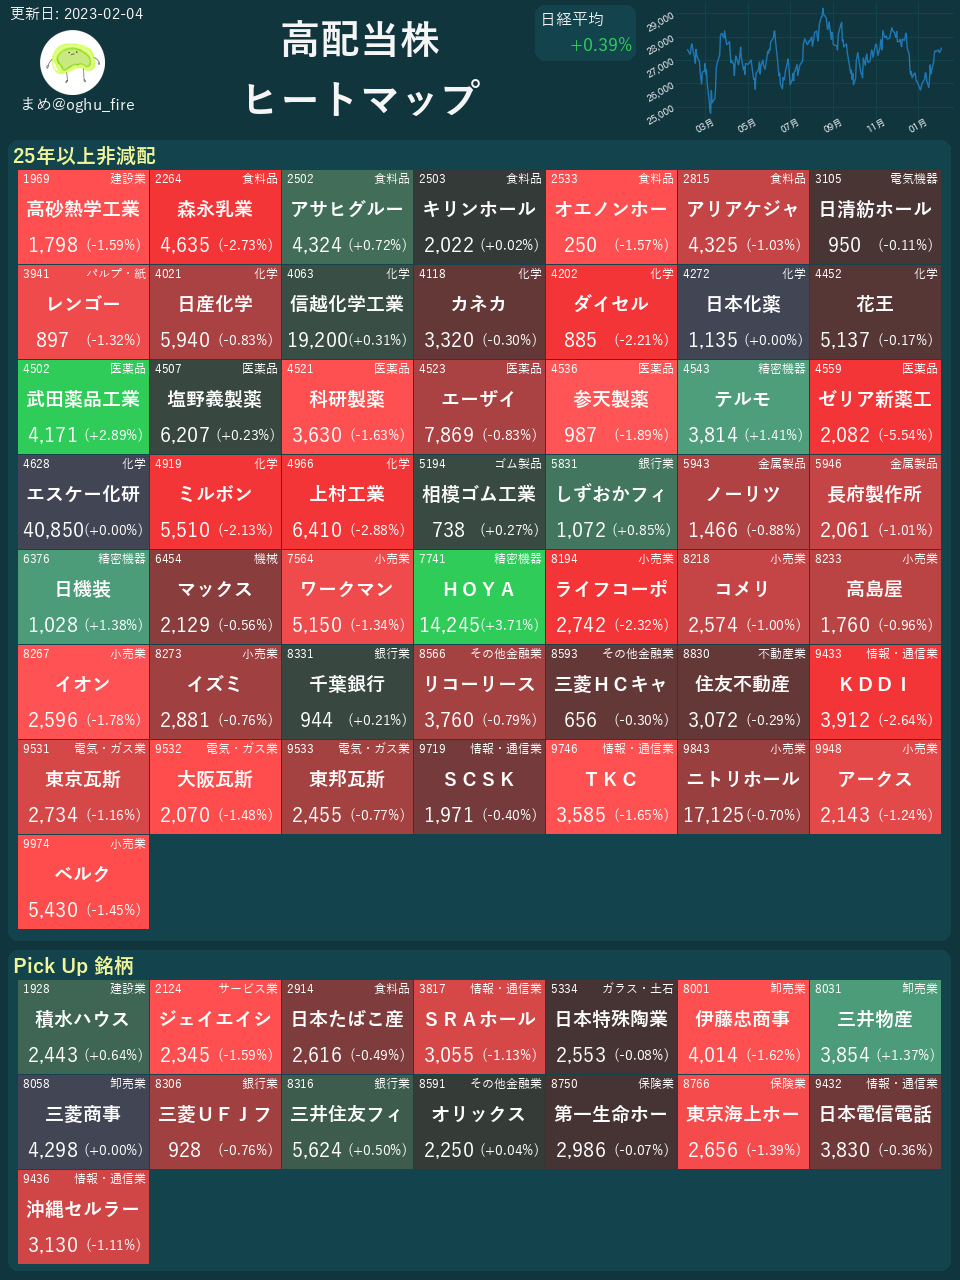 更新日: 2023-02-04
まめ@oghu_fire
高配当株
ヒートマップ
日経平均
+0.39%
29,000
28,000
27,000
26,000
25,000
03月 05月 07月 09月 11月 01月
25年以上非減配
1969 建設業 2264 食料品 2502 食料品 2503 食料品 2533 食料品 2815 食料品 3105 電気機器
高砂熱学工業 森永乳業 アサヒグルー キリンホール オエノンホー アリアケジャ 日清紡ホール
1,798 (-1.59%) 4,635 (-2.73%) 4,324 (+0.72%) 2,022 (+0.02%) 250 (-1.57%) 4,325 (-1.03%) 950 (-0.11%)
3941 パルプ・紙 4021 化学 4063 化学 4118 化学 4202 化学 4272 化学 4452 化学
レンゴー 日産化学 信越化学工業 カネカ ダイセル 日本化薬 花王
897 (-1.32%) 5,940 (-0.83%) 19,200(+0.31%) 3,320 (-0.30%) 885 (-2.21%) 1,135 (+0.00%) 5,137 (-0.17%)
4502 医薬品 4507 医薬品 4521 医薬品 4523 医薬品 4536 医薬品 4543 精密機器 4559 医薬品
武田薬品工業 塩野義製薬 科研製薬 エーザイ 参天製薬 テルモ ゼリア新薬工
4,171 (+2.89%) 6,207 (+0.23%) 3,630 (-1.63%) 7,869 (-0.83%) 987 (-1.89%) 3,814 (+1.41%) 2,082 (-5.54%)
4628 化学 4919 化学 4966 化学 5194 ゴム製品 5831 銀行業 5943 金属製品 5946 金属製品
エスケー化研 ミルボン 上村工業 相模ゴム工業 しずおかフィ ノーリツ 長府製作所
40,850(+0.00%) 5,510 (-2.13%) 6,410 (-2.88%) 738 (+0.27%) 1,072 (+0.85%) 1,466 (-0.88%) 2,061 (-1.01%)
6376 精密機器 6454 機械 7564 小売業 7741 精密機器 8194 小売業 8218 小売業 8233 小売業
日機装 マックス ワークマン ＨＯＹＡ ライフコーポ コメリ 高島屋
1,028 (+1.38%) 2,129 (-0.56%) 5,150 (-1.34%) 14,245(+3.71%) 2,742 (-2.32%) 2,574 (-1.00%) 1,760 (-0.96%)
8267 小売業 8273 小売業 8331 銀行業 8566 その他金融業 8593 その他金融業 8830 不動産業 9433 情報・通信業
イオン イズミ 千葉銀行 リコーリース 三菱ＨＣキャ 住友不動産 ＫＤＤＩ
2,596 (-1.78%) 2,881 (-0.76%) 944 (+0.21%) 3,760 (-0.79%) 656 (-0.30%) 3,072 (-0.29%) 3,912 (-2.64%)
9531 電気・ガス業 9532 電気・ガス業 9533 電気・ガス業 9719 情報・通信業 9746 情報・通信業 9843 小売業 9948 小売業
東京瓦斯 大阪瓦斯 東邦瓦斯 ＳＣＳＫ ＴＫＣ ニトリホール アークス
2,734 (-1.16%) 2,070 (-1.48%) 2,455 (-0.77%) 1,971 (-0.40%) 3,585 (-1.65%) 17,125(-0.70%) 2,143 (-1.24%)
9974 小売業
ベルク
5,430 (-1.45%)
Pick Up 銘柄
1928 建設業 2124 サービス業 2914 食料品 3817 情報・通信業 5334 ガラス・土石 8001 卸売業 8031 卸売業
積水ハウス ジェイエイシ 日本たばこ産 ＳＲＡホール 日本特殊陶業 伊藤忠商事 三井物産
2,443 (+0.64%) 2,345 (-1.59%) 2,616 (-0.49%) 3,055 (-1.13%) 2,553 (-0.08%) 4,014 (-1.62%) 3,854 (+1.37%)
8058 卸売業 8306 銀行業 8316 銀行業 8591 その他金融業 8750 保険業 8766 保険業 9432 情報・通信業
三菱商事 三菱ＵＦＪフ 三井住友フィ オリックス 第一生命ホー 東京海上ホー 日本電信電話
4,298 (+0.00%) 928 (-0.76%) 5,624 (+0.50%) 2,250 (+0.04%) 2,986 (-0.07%) 2,656 (-1.39%) 3,830 (-0.36%)
9436 情報・通信業
沖縄セルラー
3,130 (-1.11%)